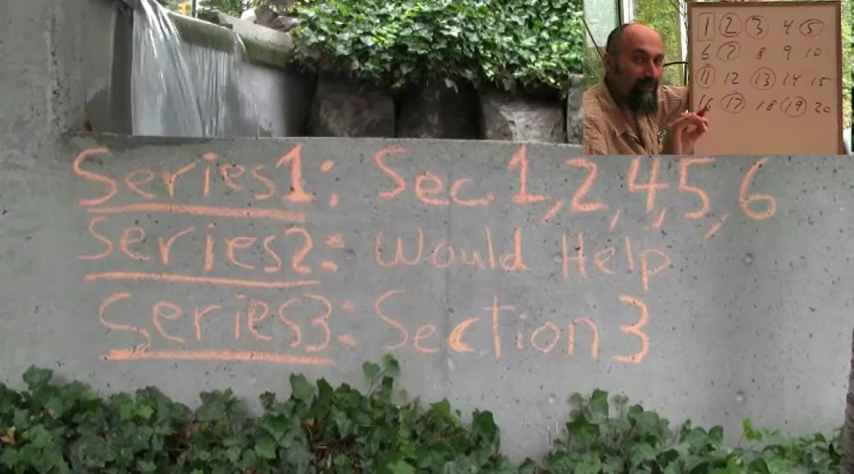 1 2 3 4 5
6 7 8 9 10
11 12 13 14 15
16 17 18 19 20
Series1: Sec. 1,2,4,5,6
Series2: Would Help
Series3: Section 3